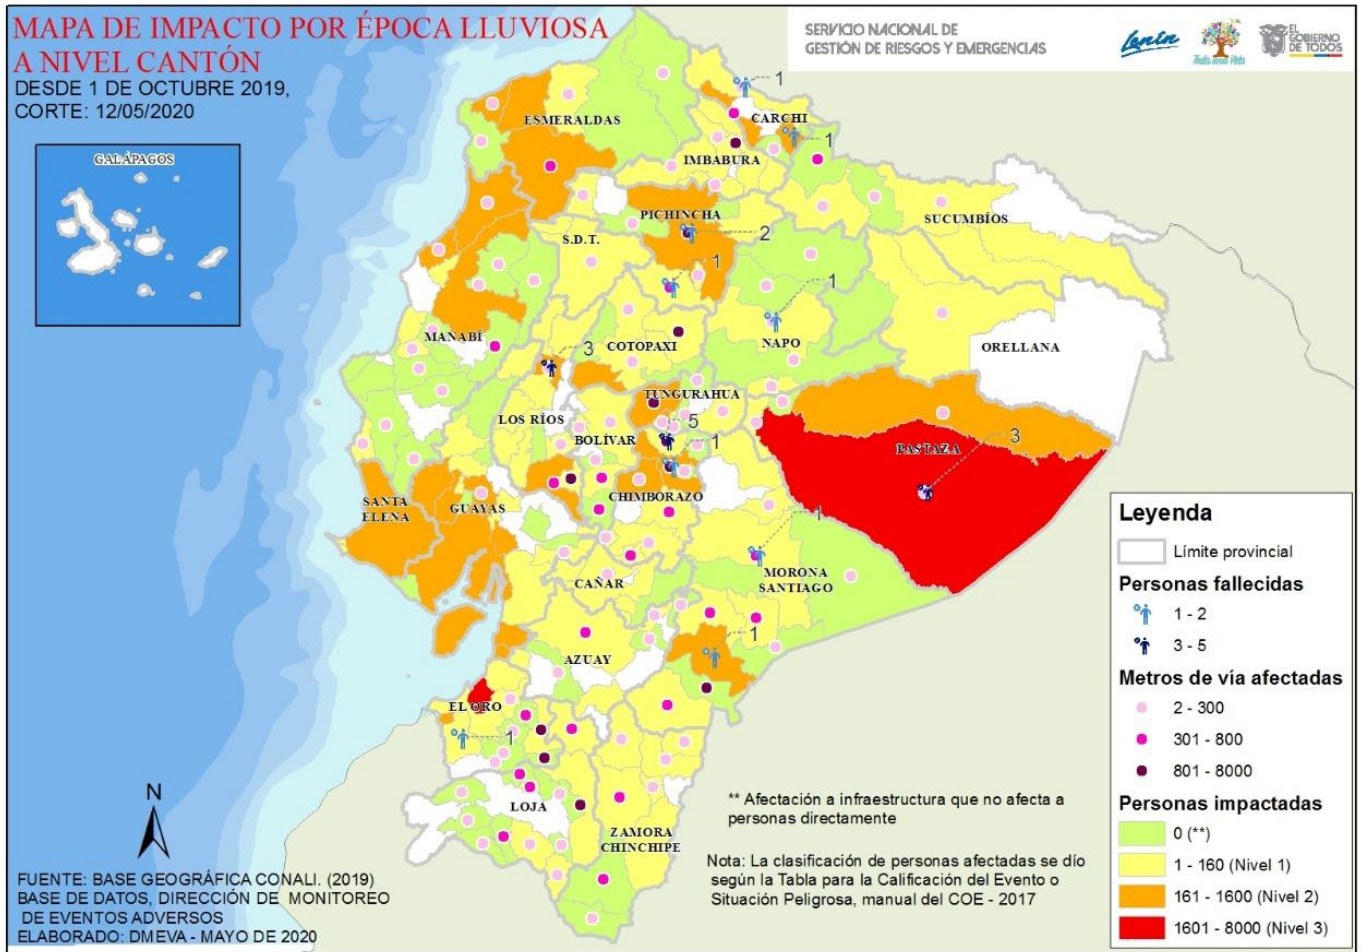 MAPA DE IMPACTO POR ÉPOCA LLUVIOSA
A NIVEL CANTÓN
DESDE 1 DE OCTUBRE 2019,
CORTE: 12/05/2020
SERVICIO NACIONAL DE
GESTIÓN DE RIESGOS Y EMERGENCIAS
Lenín
Toda una Vida
EL
GOBIERNO
DE TODOS
GALÁPAGOS
ESMERALDAS
CARCHI
1
1
IMBABURA
SUCUMBÍOS
PICHINCHA
2
S.D.T.
1
1
MANABÍ
COTOPAXI
NAPO
ORELLANA
3
TUNGURAHUA
LOS RÍOS
BOLÍVAR
5
1
PASTAZA
3
SANTA
ELENA
GUAYAS
CHIMBORAZO
1
CAÑAR
MORONA
SANTIAGO
AZUAY
1
EL ORO
1
LOJA
ZAMORA
CHINCHIPE
N
Leyenda
Límite provincial
Personas fallecidas
1 - 2
3 - 5
Metros de vía afectadas
2 - 300
301 - 800
801 - 8000
Personas impactadas
0 (**)
1 - 160 (Nivel 1)
161 - 1600 (Nivel 2)
1601 - 8000 (Nivel 3)
** Afectación a infraestructura que no afecta a
personas directamente
Nota: La clasificación de personas afectadas se dío
según la Tabla para la Calificación del Evento o
Situación Peligrosa, manual del COE - 2017
FUENTE: BASE GEOGRÁFICA CONALI. (2019)
BASE DE DATOS, DIRECCIÓN DE MONITOREO
DE EVENTOS ADVERSOS
ELABORADO: DMEVA - MAYO DE 2020